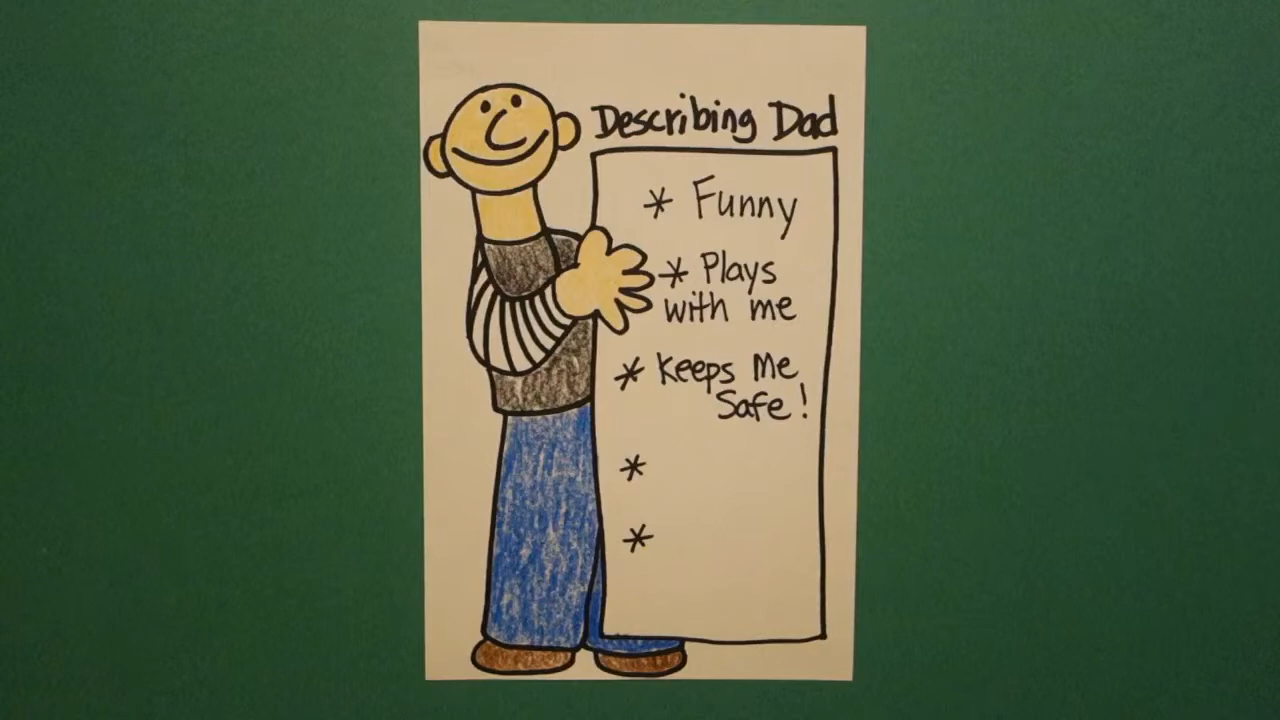 Describing Dad
* Funny
* Plays
with me
* Keeps Me
Safe!
*
*